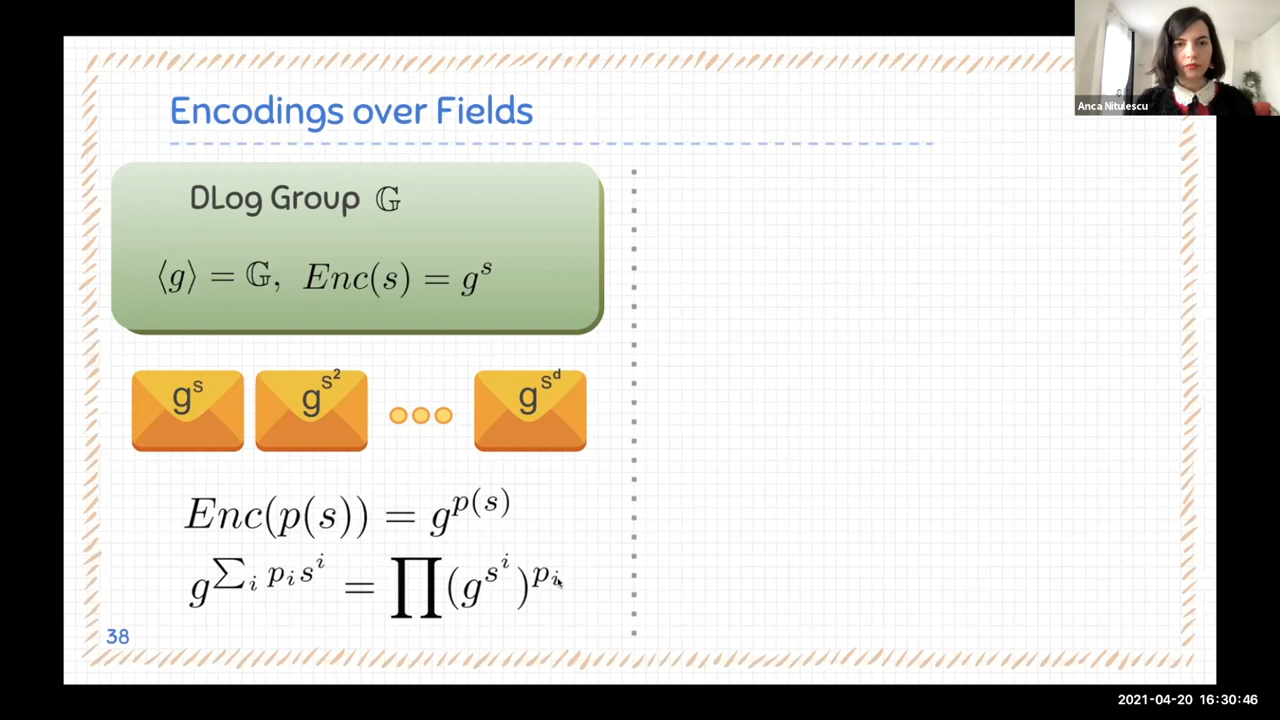 Encodings over Fields
Anca Nitulescu
DLog Group 𝔾
⟨g⟩ = 𝔾, Enc(s) = g^s
g^s g^{s^2} g^{s^d}
Enc(p(s)) = g^{p(s)}
g^{∑_i p_i s^i} = ∏(g^{s^i})^{p_i}
38
2021-04-20 16:30:46